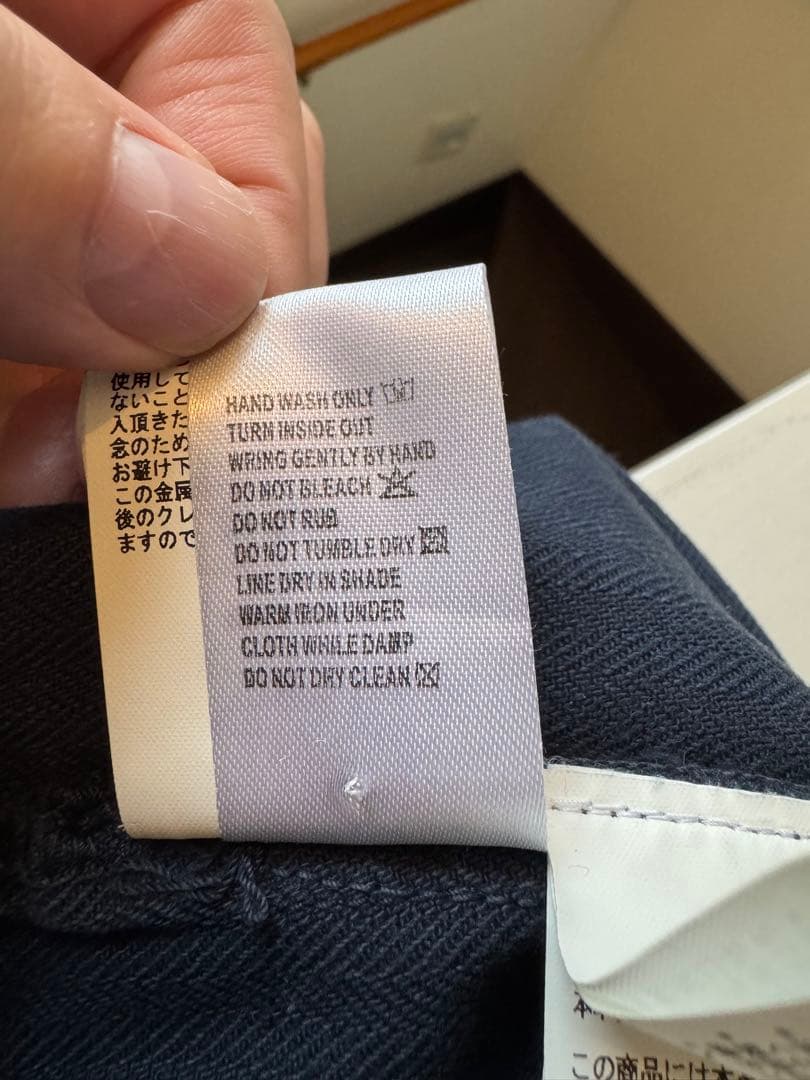 使用して
ないこと
入頂きた
念のため
お避け下
この金属
後のクレ
ますので
HAND WASH ONLY
TURN INSIDE OUT
WRING GENTLY BY HAND
DO NOT BLEACH
DO NOT RUB
DO NOT TUMBLE DRY
LINE DRY IN SHADE
WARM IRON UNDER
CLOTH WHILE DAMP
DO NOT DRY CLEAN
この商品には